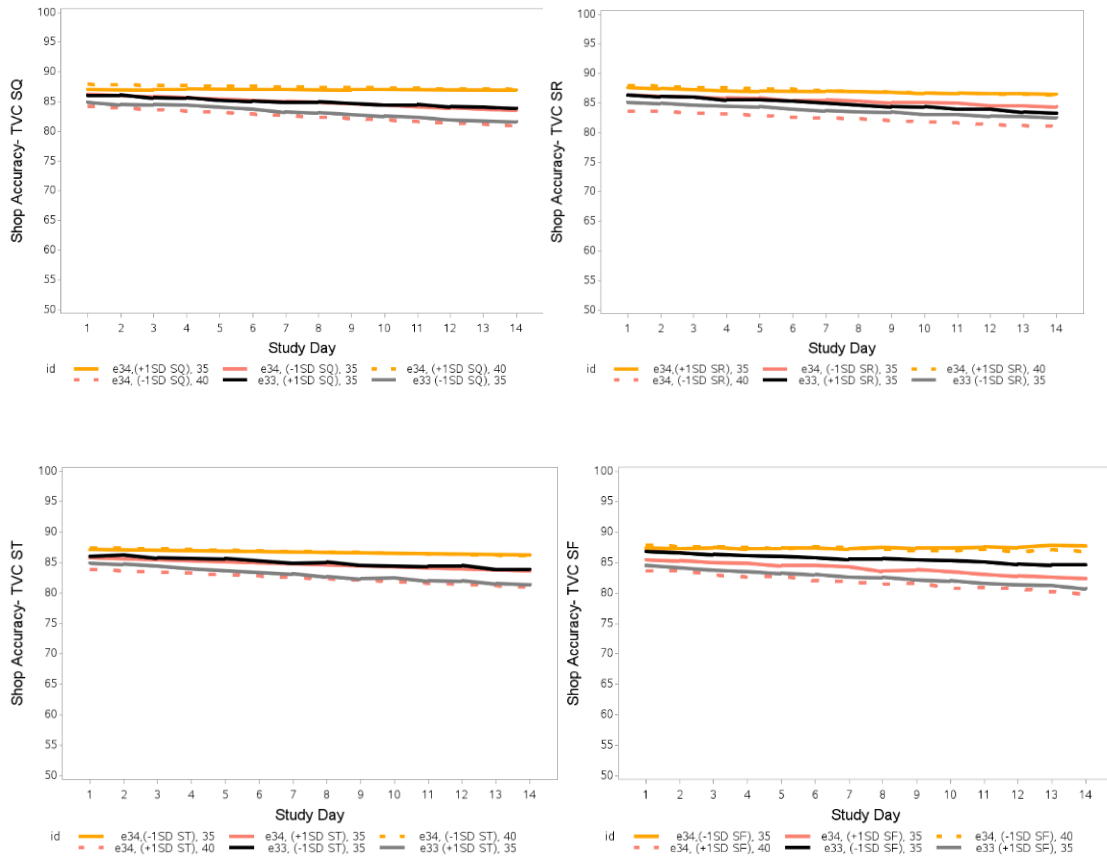 Shop Accuracy- TVC SQ
100
95
90
85
80
75
70
65
60
55
50
1 2 3 4 5 6 7 8 9 10 11 12 13 14
Study Day
id e34,(+1SD SQ), 35 e34, (-1SD SQ), 35 e34, (+1SD SQ), 40
e34, (-1SD SQ), 40 e33, (+1SD SQ), 35 e33 (-1SD SQ), 35
Shop Accuracy- TVC SR
100
95
90
85
80
75
70
65
60
55
50
1 2 3 4 5 6 7 8 9 10 11 12 13 14
Study Day
id e34,(+1SD SR), 35 e34, (-1SD SR), 35 e34, (+1SD SR), 40
e34, (-1SD SR), 40 e33, (+1SD SR), 35 e33 (-1SD SR), 35
Shop Accuracy- TVC ST
100
95
90
85
80
75
70
65
60
55
50
1 2 3 4 5 6 7 8 9 10 11 12 13 14
Study Day
id e34,(-1SD ST), 35 e34, (+1SD ST), 35 e34, (-1SD ST), 40
e34, (+1SD ST), 40 e33, (-1SD ST), 35 e33 (+1SD ST), 35
Shop Accuracy- TVC SF
100
95
90
85
80
75
70
65
60
55
50
1 2 3 4 5 6 7 8 9 10 11 12 13 14
Study Day
id e34,(-1SD SF), 35 e34, (+1SD SF), 35 e34, (-1SD SF), 40
e34, (+1SD SF), 40 e33, (-1SD SF), 35 e33 (+1SD SF), 35